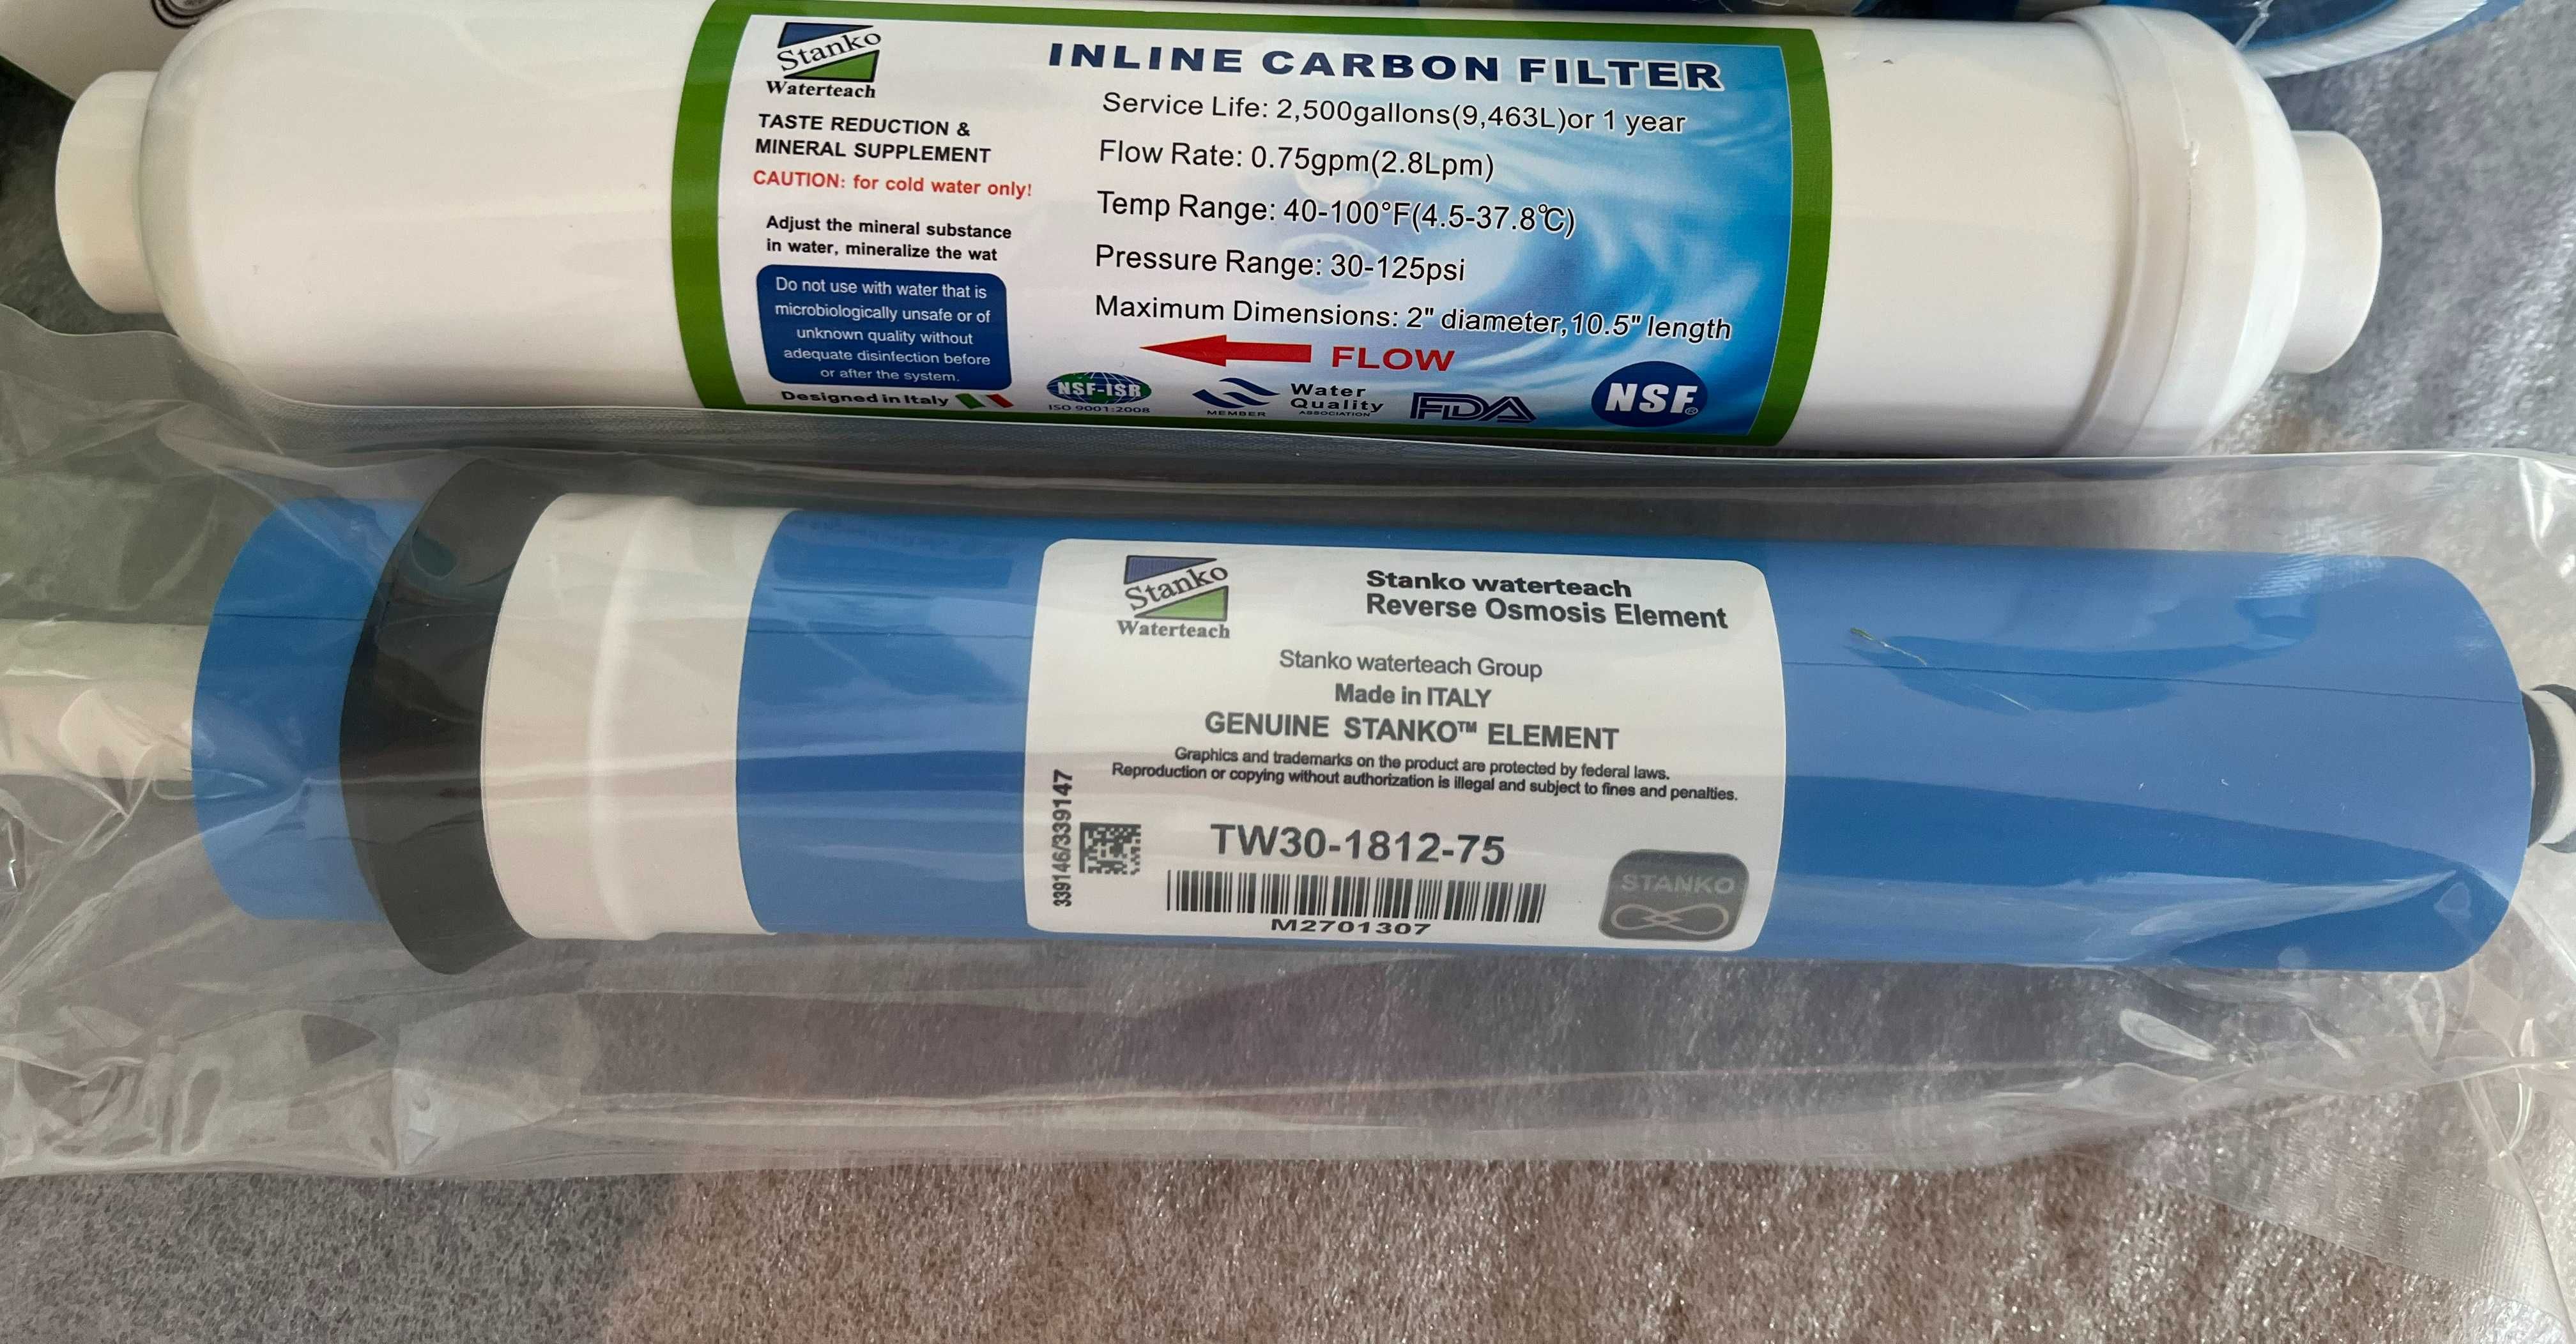 Stanko
Waterteach
TASTE REDUCTION &
MINERAL SUPPLEMENT
CAUTION: for cold water only!
Adjust the mineral substance
in water, mineralize the wat
Do not use with water that is
microbiologically unsafe or of
unknown quality without
adequate disinfection before
or after the system.
Designed in Italy
INLINE CARBON FILTER
Service Life: 2,500gallons(9,463L)or 1 year
Flow Rate: 0.75gpm(2.8Lpm)
Temp Range: 40-100°F(4.5-37.8℃)
Pressure Range: 30-125psi
Maximum Dimensions: 2" diameter,10.5" length
FLOW
NSF-ISR
ISO 9001:2008
MEMBER
Water
Quality
ASSOCIATION
FDA
NSF®
Stanko
Waterteach
Stanko waterteach
Reverse Osmosis Element
Stanko waterteach Group
Made in ITALY
GENUINE STANKO™ ELEMENT
Graphics and trademarks on the product are protected by federal laws.
Reproduction or copying without authorization is illegal and subject to fines and penalties.
339146/339147
TW30-1812-75
M2701307
STANKO